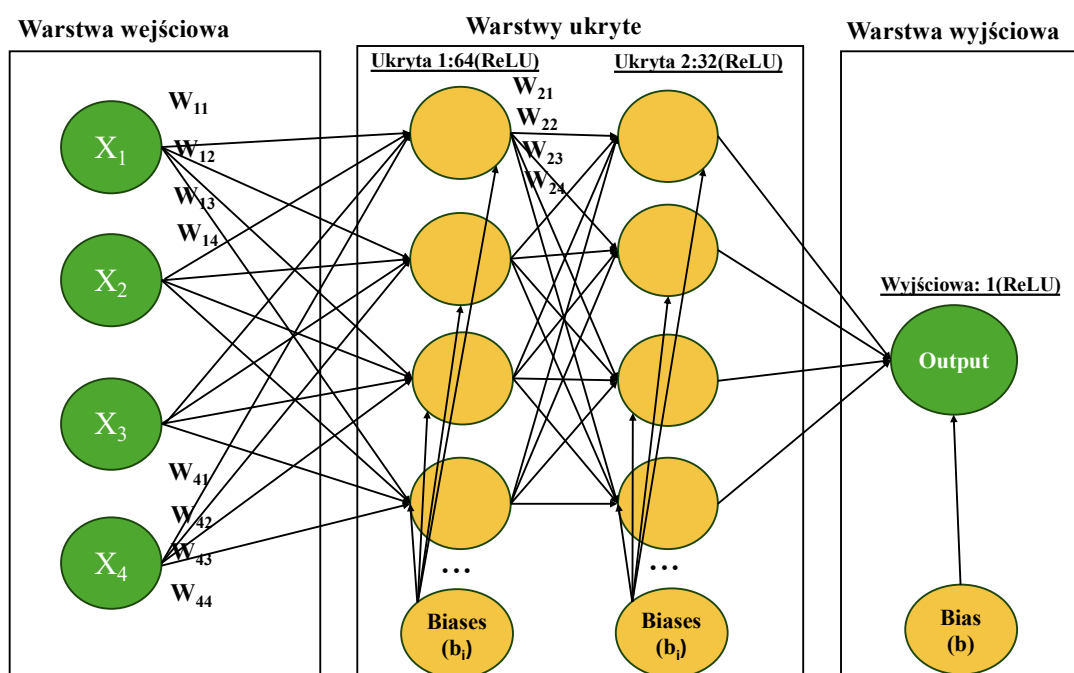 Warstwa wejściowa
Warstwy ukryte
Warstwa wyjściowa
Ukryta 1:64(ReLU)
Ukryta 2:32(ReLU)
W₁₁
W₁₂
W₁₃
W₁₄
W₂₁
W₂₂
W₂₃
W₂₄
X₁
X₂
X₃
X₄
W₄₁
W₄₂
W₄₃
W₄₄
...
...
Biases
(bᵢ)
Biases
(bᵢ)
Wyjściowa: 1(ReLU)
Output
Bias
(b)